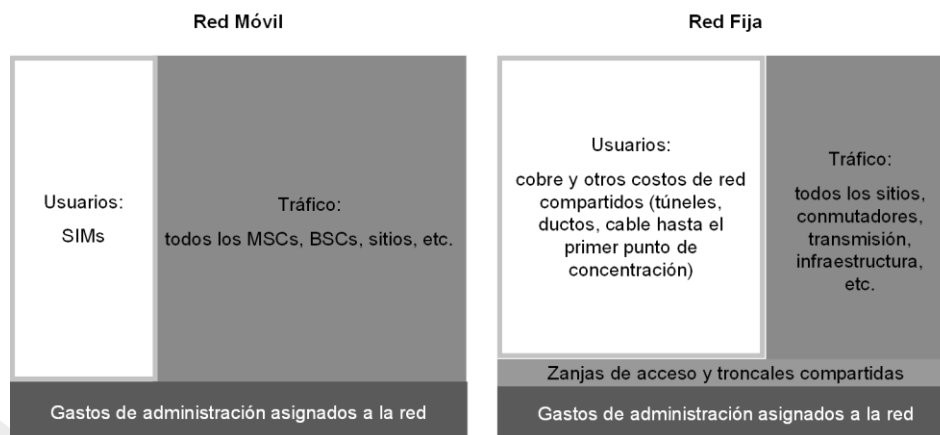 Red Móvil
Usuarios:
SIMs
Tráfico:
todos los MSCs, BSCs, sitios, etc.
Gastos de administración asignados a la red
Red Fija
Usuarios:
cobre y otros costos de red
compartidos (túneles,
ductos, cable hasta el
primer punto de
concentración)
Tráfico:
todos los sitios,
conmutadores,
transmisión,
infraestructura,
etc.
Zanjas de acceso y troncales compartidas
Gastos de administración asignados a la red